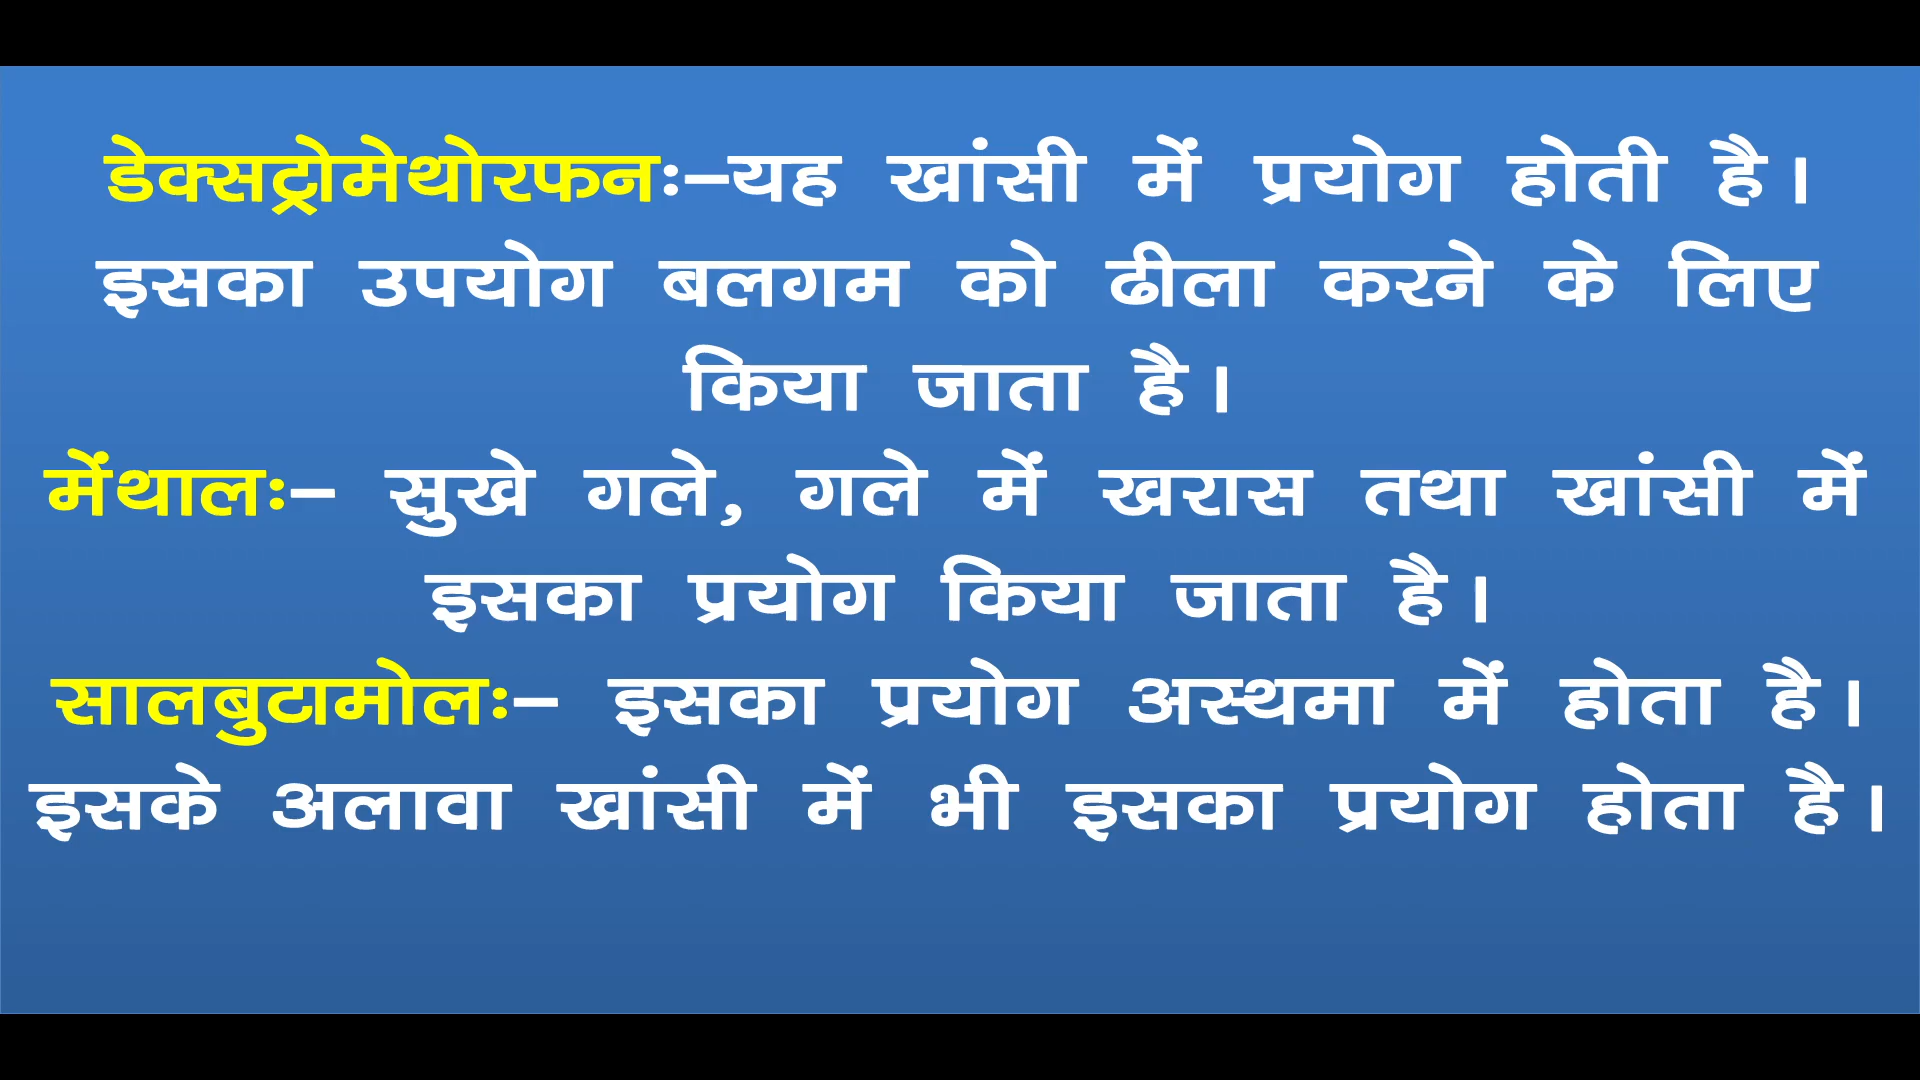 डेक्सट्रोमेथोरफनः–यह खांसी में प्रयोग होती है।
इसका उपयोग बलगम को ढीला करने के लिए
किया जाता है।
मेंथालः– सुखे गले, गले में खरास तथा खांसी में
इसका प्रयोग किया जाता है।
सालबुटामोलः– इसका प्रयोग अस्थमा में होता है।
इसके अलावा खांसी में भी इसका प्रयोग होता है।